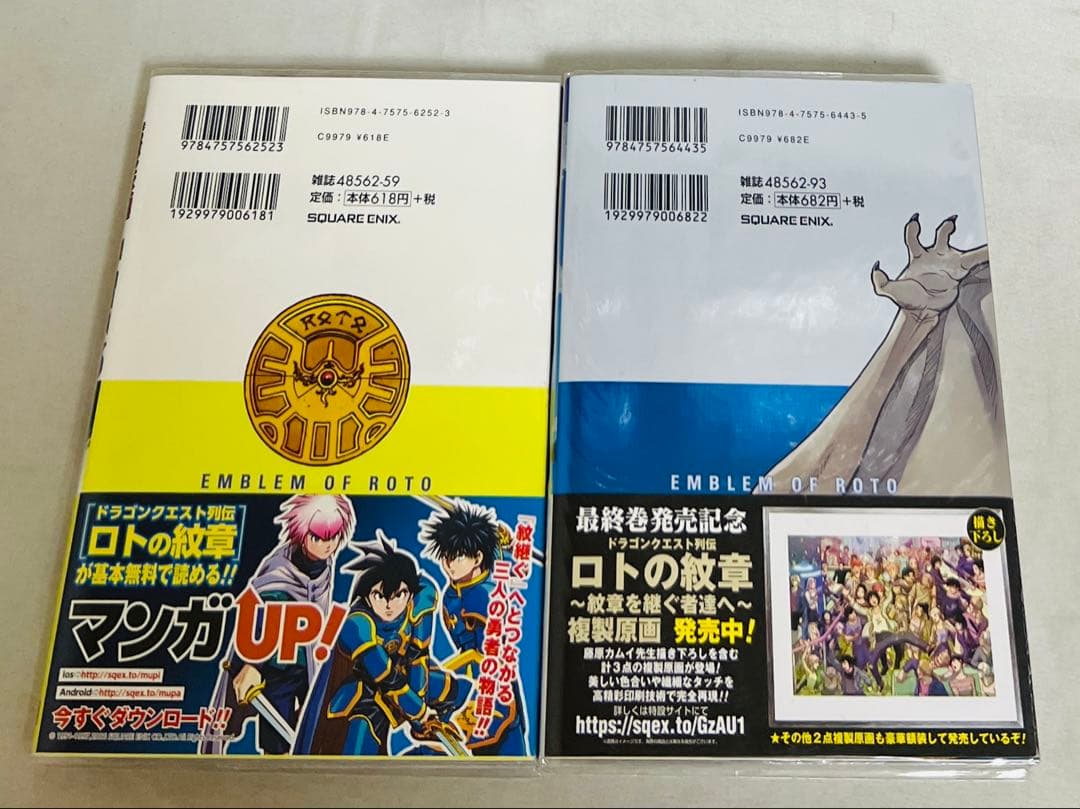 ISBN978-4-7575-6252-3
C9979 ¥618E
9784757562523
雑誌 48562-59
定価：本体618円＋税
SQUARE ENIX.
1929979006181
ROTO
EMBLEM OF ROTO
ドラゴンクエスト列伝
ロトの紋章
が基本無料で読める!!
マンガUP!
『紋継ぐ』へとつながる
三人の勇者の物語!!
ios http://sqex.to/mupi
Android http://sqex.to/mupa
今すぐダウンロード!!
ISBN978-4-7575-6443-5
C9979 ¥682E
9784757564435
雑誌 48562-93
定価：本体682円＋税
SQUARE ENIX.
1929979006822
EMBLEM OF ROTO
最終巻発売記念
ドラゴンクエスト列伝
ロトの紋章
～紋章を継ぐ者達へ～
複製原画 発売中!
藤原カムイ先生描き下ろしを含む
計3点の複製原画が登場!
美しい色合いや繊細なタッチを
高精彩印刷技術で完全再現!!
詳しくは特設サイトにて
https://sqex.to/GzAU1
描き
下ろし
★その他2点複製原画も豪華額装して発売しているぞ!